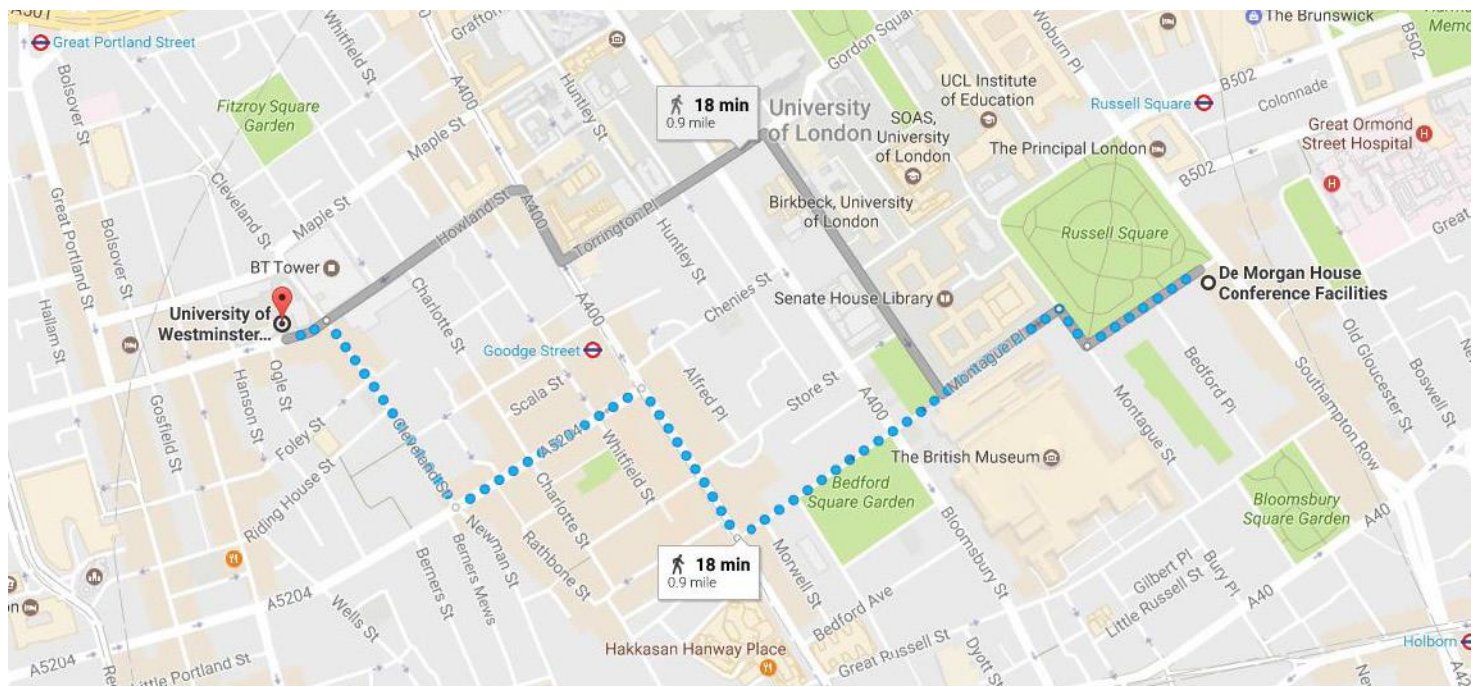 A501
Great Portland Street
Whitfield St
Grafton
Gordon Square
Woburn Pl
The Brunswick
B502
Memo
Bolsover St
Fitzroy Square
Garden
Maple St
A400
Huntley St
18 min
0.9 mile
University
of London
UCL Institute
of Education
SOAS,
University
of London
Russell Square
B502
Colonnade
Great Ormond
Street Hospital
The Principal London
B502
Cleveland St
Maple St
Howland St
A400
Torrington Pl
Birkbeck, University
of London
Russell Square
Great
Great Portland St
Bolsover St
BT Tower
Huntley St
Chenies St
Senate House Library
De Morgan House
Conference Facilities
University of
Westminster...
Charlotte St
A400
Goodge Street
Montague Pl
Hallam St
Ogle St
Hanson St
Gosfield St
Foley St
Scala St
Alfred Pl
Store St
A400
Bedford Pl
Old Gloucester St
Boswell St
Montague St
Southampton Row
Cleveland St
A5204
Whitfield St
The British Museum
Riding House St
Charlotte St
Bedford
Square Garden
Bloomsbury
Square Garden
A40
Newman St
Rathbone St
Berners Mews
Berners St
18 min
0.9 mile
Morwell St
Bloomsbury St
Gilbert Pl
Bury Pl
Little Russell St
A40
A5204
Wells St
Bedford Ave
Hakkasan Hanway Place
Great Russell St
Dyott St
Holborn
A5204
Little Portland St
A40